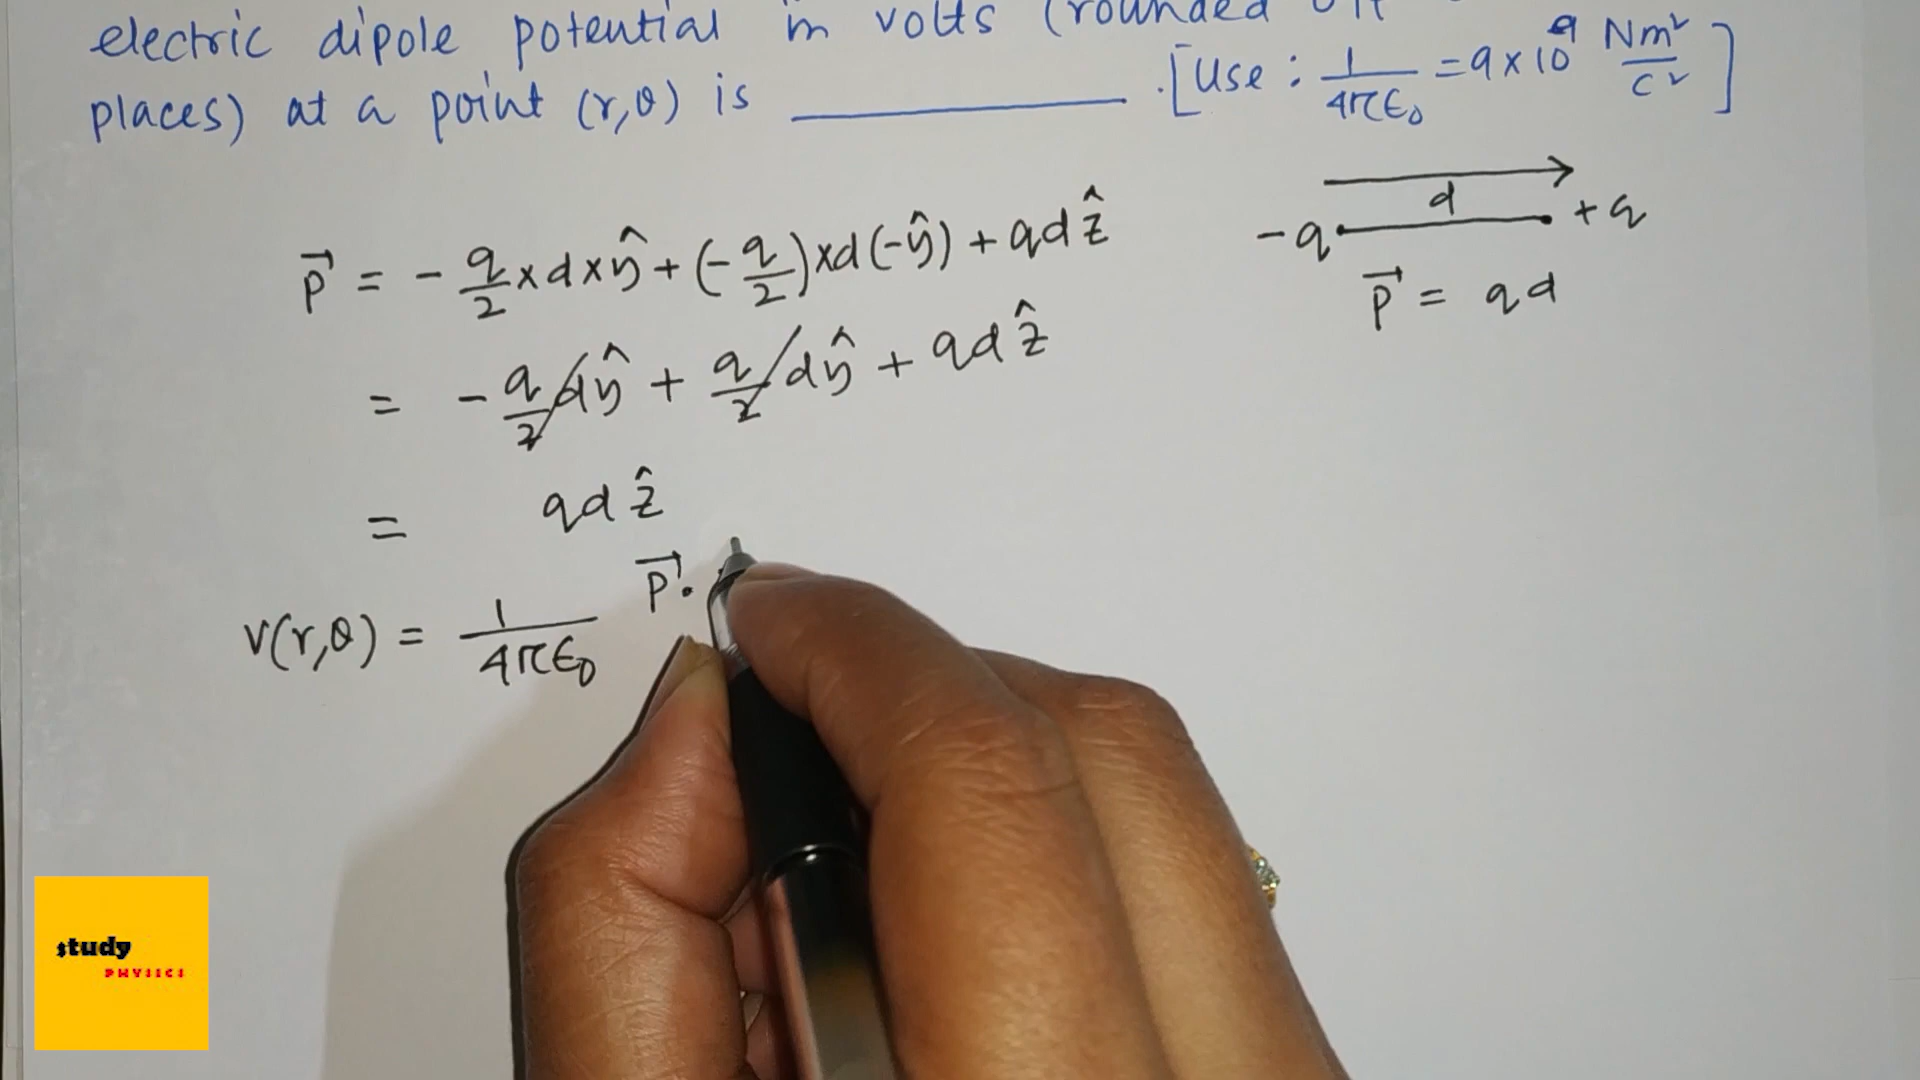 electric dipole potential in volts (rounded off
places) at a point (r,θ) is ________ . [Use : 1/4πϵ₀ = 9 × 10⁹ Nm²/C²]
p⃗ = - q/2 × d × ŷ + (- q/2) × d (-ŷ) + qd ẑ
d
-q +q
p⃗ = qd
= - q/2 dŷ + q/2 dŷ + qd ẑ
= qd ẑ
V(r,θ) = 1/4πϵ₀ p⃗ ·
study
PHYSICS